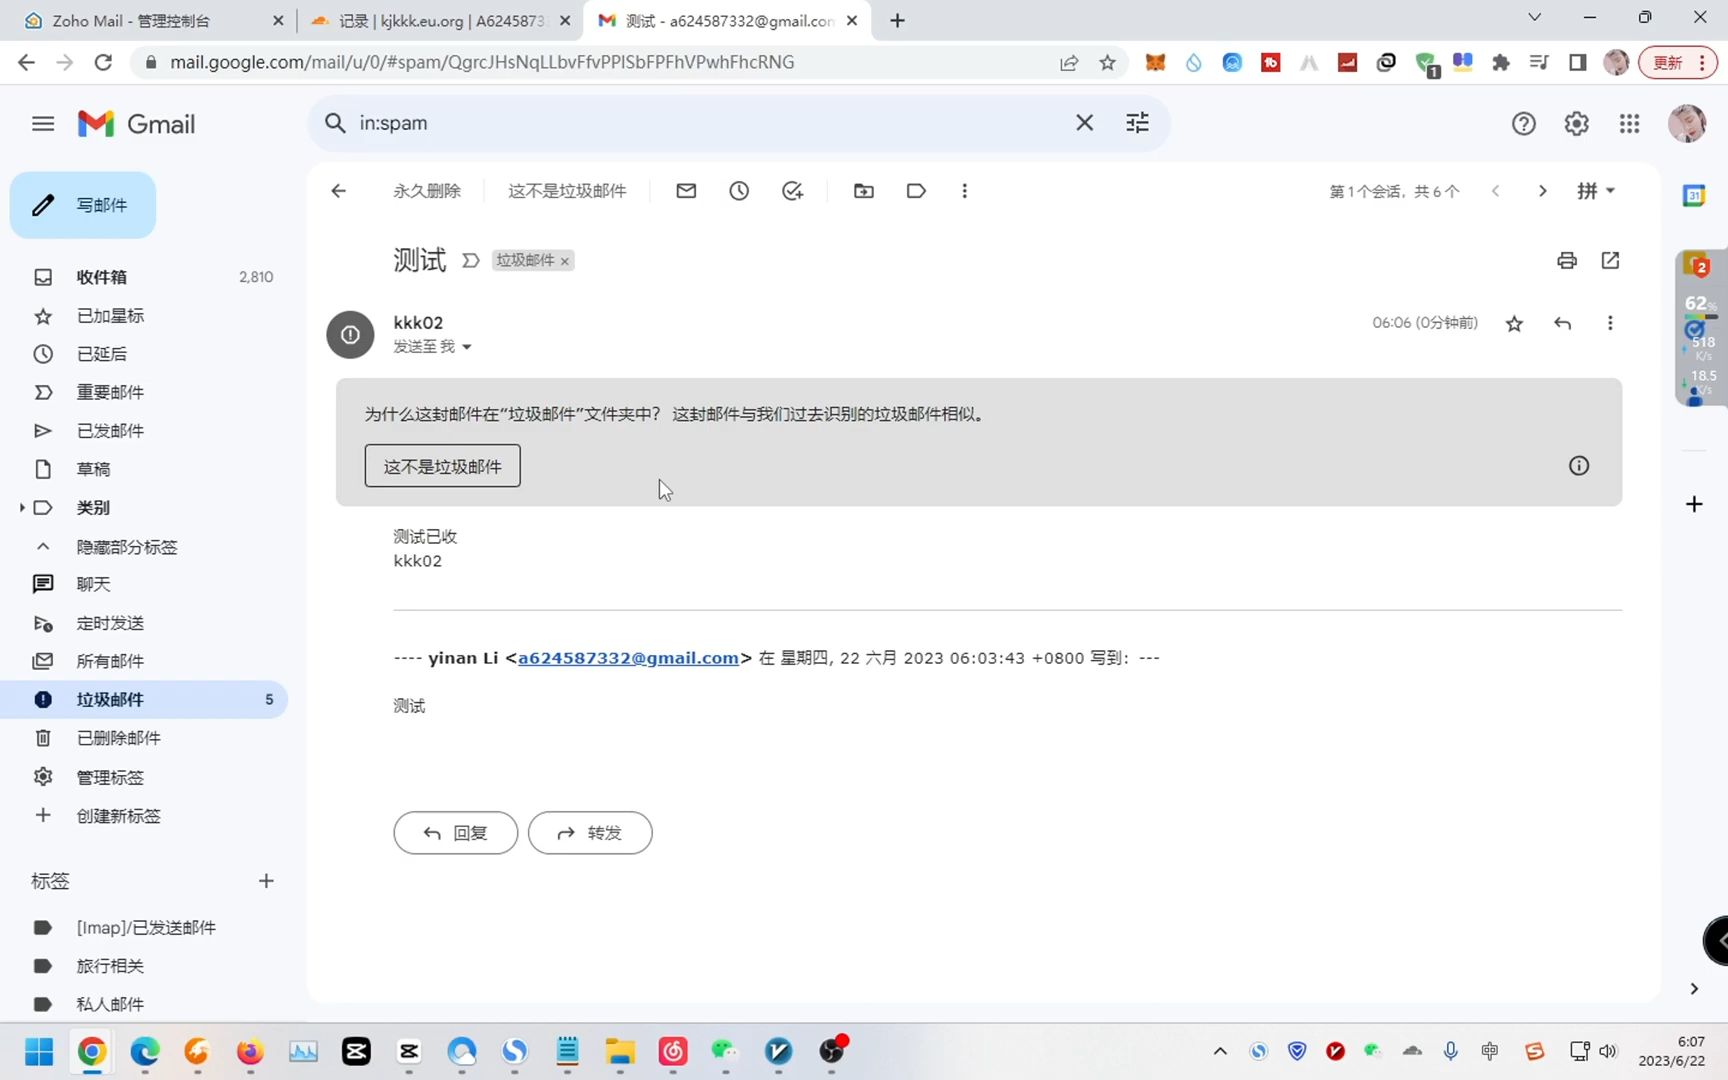 Zoho Mail - 管理控制台
记录 | kjkkk.eu.org | A6245873
测试 - a624587332@gmail.com
mail.google.com/mail/u/0/#spam/QgrcJHsNqLLbvFfvPPlSbFPFhVPwhFhcRNG
1
更新
Gmail
in:spam
写邮件
永久删除
这不是垃圾邮件
第 1 个会话，共 6 个
拼
31
收件箱
2,810
已加星标
已延后
重要邮件
已发邮件
草稿
类别
隐藏部分标签
聊天
定时发送
所有邮件
垃圾邮件
5
已删除邮件
管理标签
创建新标签
标签
[Imap]/已发送邮件
旅行相关
私人邮件
测试
垃圾邮件 ×
kkk02
发送至 我
06:06 (0分钟前)
为什么这封邮件在“垃圾邮件”文件夹中？ 这封邮件与我们过去识别的垃圾邮件相似。
这不是垃圾邮件
测试已收
kkk02
---- yinan Li <a624587332@gmail.com> 在 星期四, 22 六月 2023 06:03:43 +0800 写到：---
测试
回复
转发
2
62%
518
K/s
18.5
K/s
中
6:07
2023/6/22